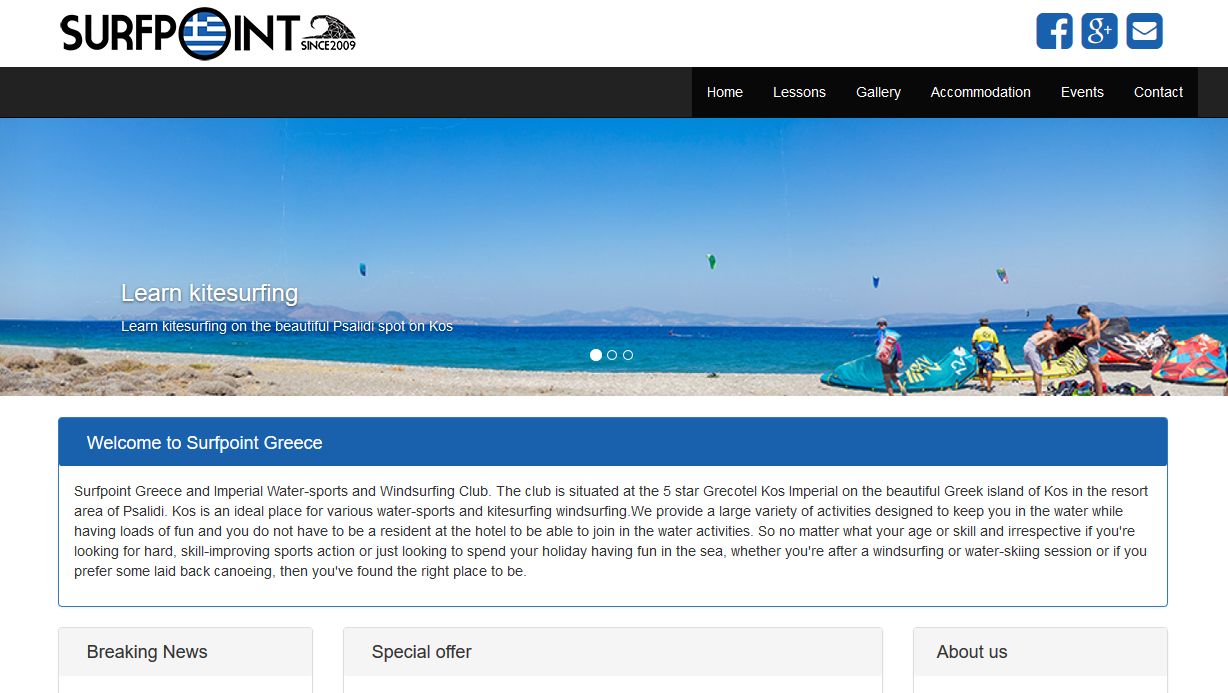 SURFPOINT SINCE2009
Home Lessons Gallery Accommodation Events Contact
Learn kitesurfing
Learn kitesurfing on the beautiful Psalidi spot on Kos
Welcome to Surfpoint Greece
Surfpoint Greece and Imperial Water-sports and Windsurfing Club. The club is situated at the 5 star Grecotel Kos Imperial on the beautiful Greek island of Kos in the resort
area of Psalidi. Kos is an ideal place for various water-sports and kitesurfing windsurfing.We provide a large variety of activities designed to keep you in the water while
having loads of fun and you do not have to be a resident at the hotel to be able to join in the water activities. So no matter what your age or skill and irrespective if you're
looking for hard, skill-improving sports action or just looking to spend your holiday having fun in the sea, whether you're after a windsurfing or water-skiing session or if you
prefer some laid back canoeing, then you've found the right place to be.
Breaking News
Special offer
About us